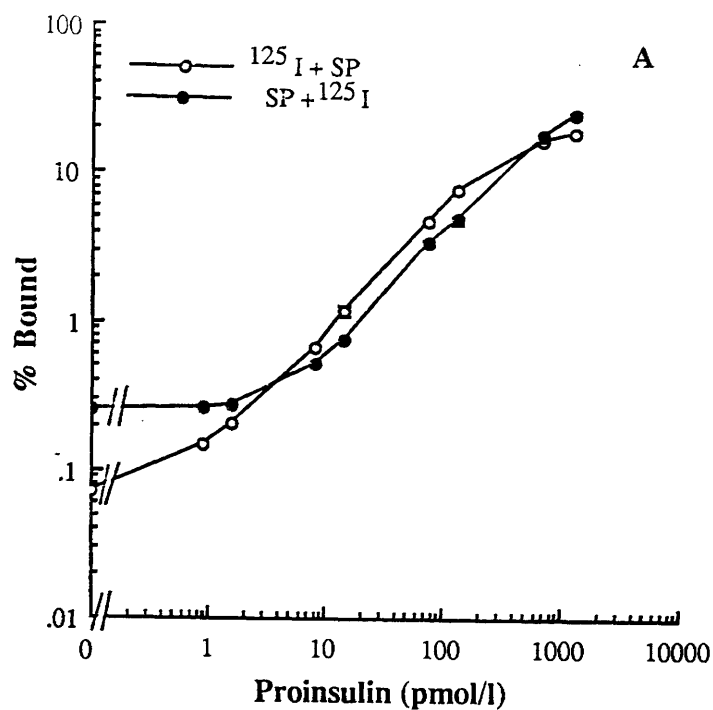 100
10
1
.1
.01
% Bound
¹²⁵I + SP
SP + ¹²⁵I
A
0 1 10 100 1000 10000
Proinsulin (pmol/l)